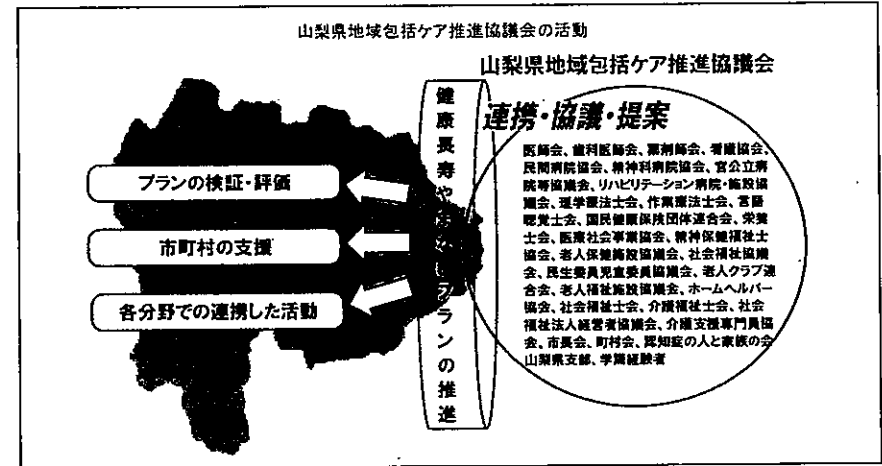 山梨県地域包括ケア推進協議会の活動
山梨県地域包括ケア推進協議会
連携・協議・提案
医師会、歯科医師会、薬剤師会、看護協会、
民間病院協会、精神科病院協会、官公立病
院等協議会、リハビリテーション病院・施設協
議会、理学療法士会、作業療法士会、言語
聴覚士会、国民健康保険団体連合会、栄養
士会、医療社会事業協会、精神保健福祉士
協会、老人保健施設協議会、社会福祉協議
会、民生委員児童委員協議会、老人クラブ連
合会、老人福祉施設協議会、ホームヘルパー
協会、社会福祉士会、介護福祉士会、社会
福祉法人経営者協議会、介護支援専門員協
会、市長会、町村会、認知症の人と家族の会
山梨県支部、学識経験者
健康長寿や プランの推進
プランの検証・評価
市町村の支援
各分野での連携した活動